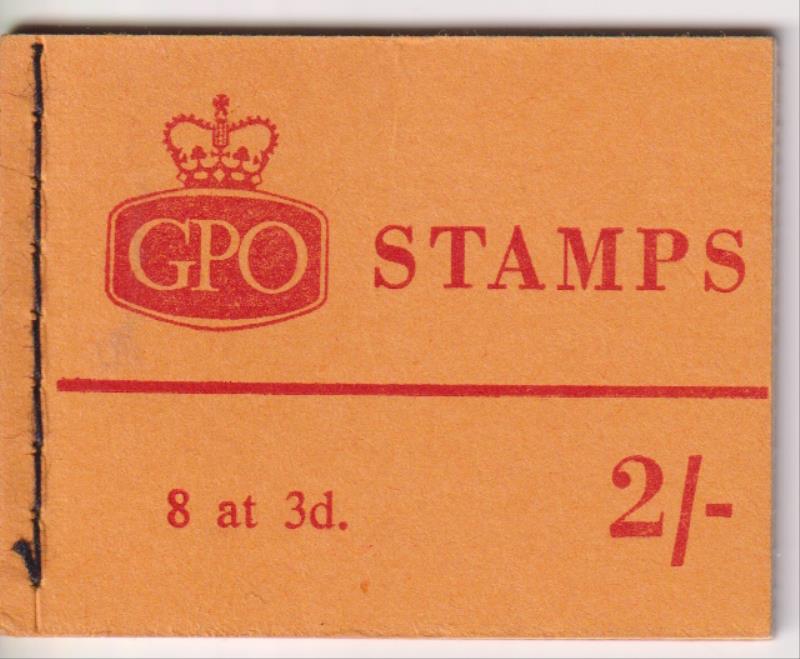 GPO STAMPS
8 at 3d. 2/-